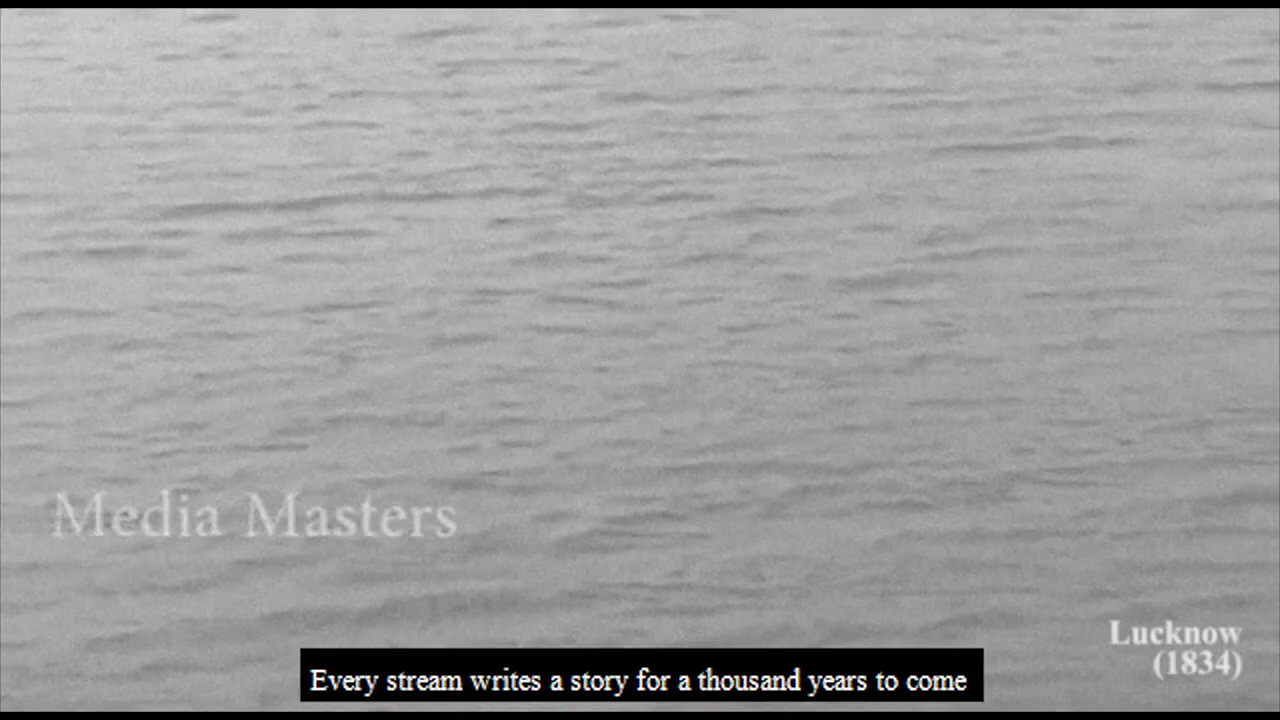 Media Masters
Lucknow
(1834)
Every stream writes a story for a thousand years to come